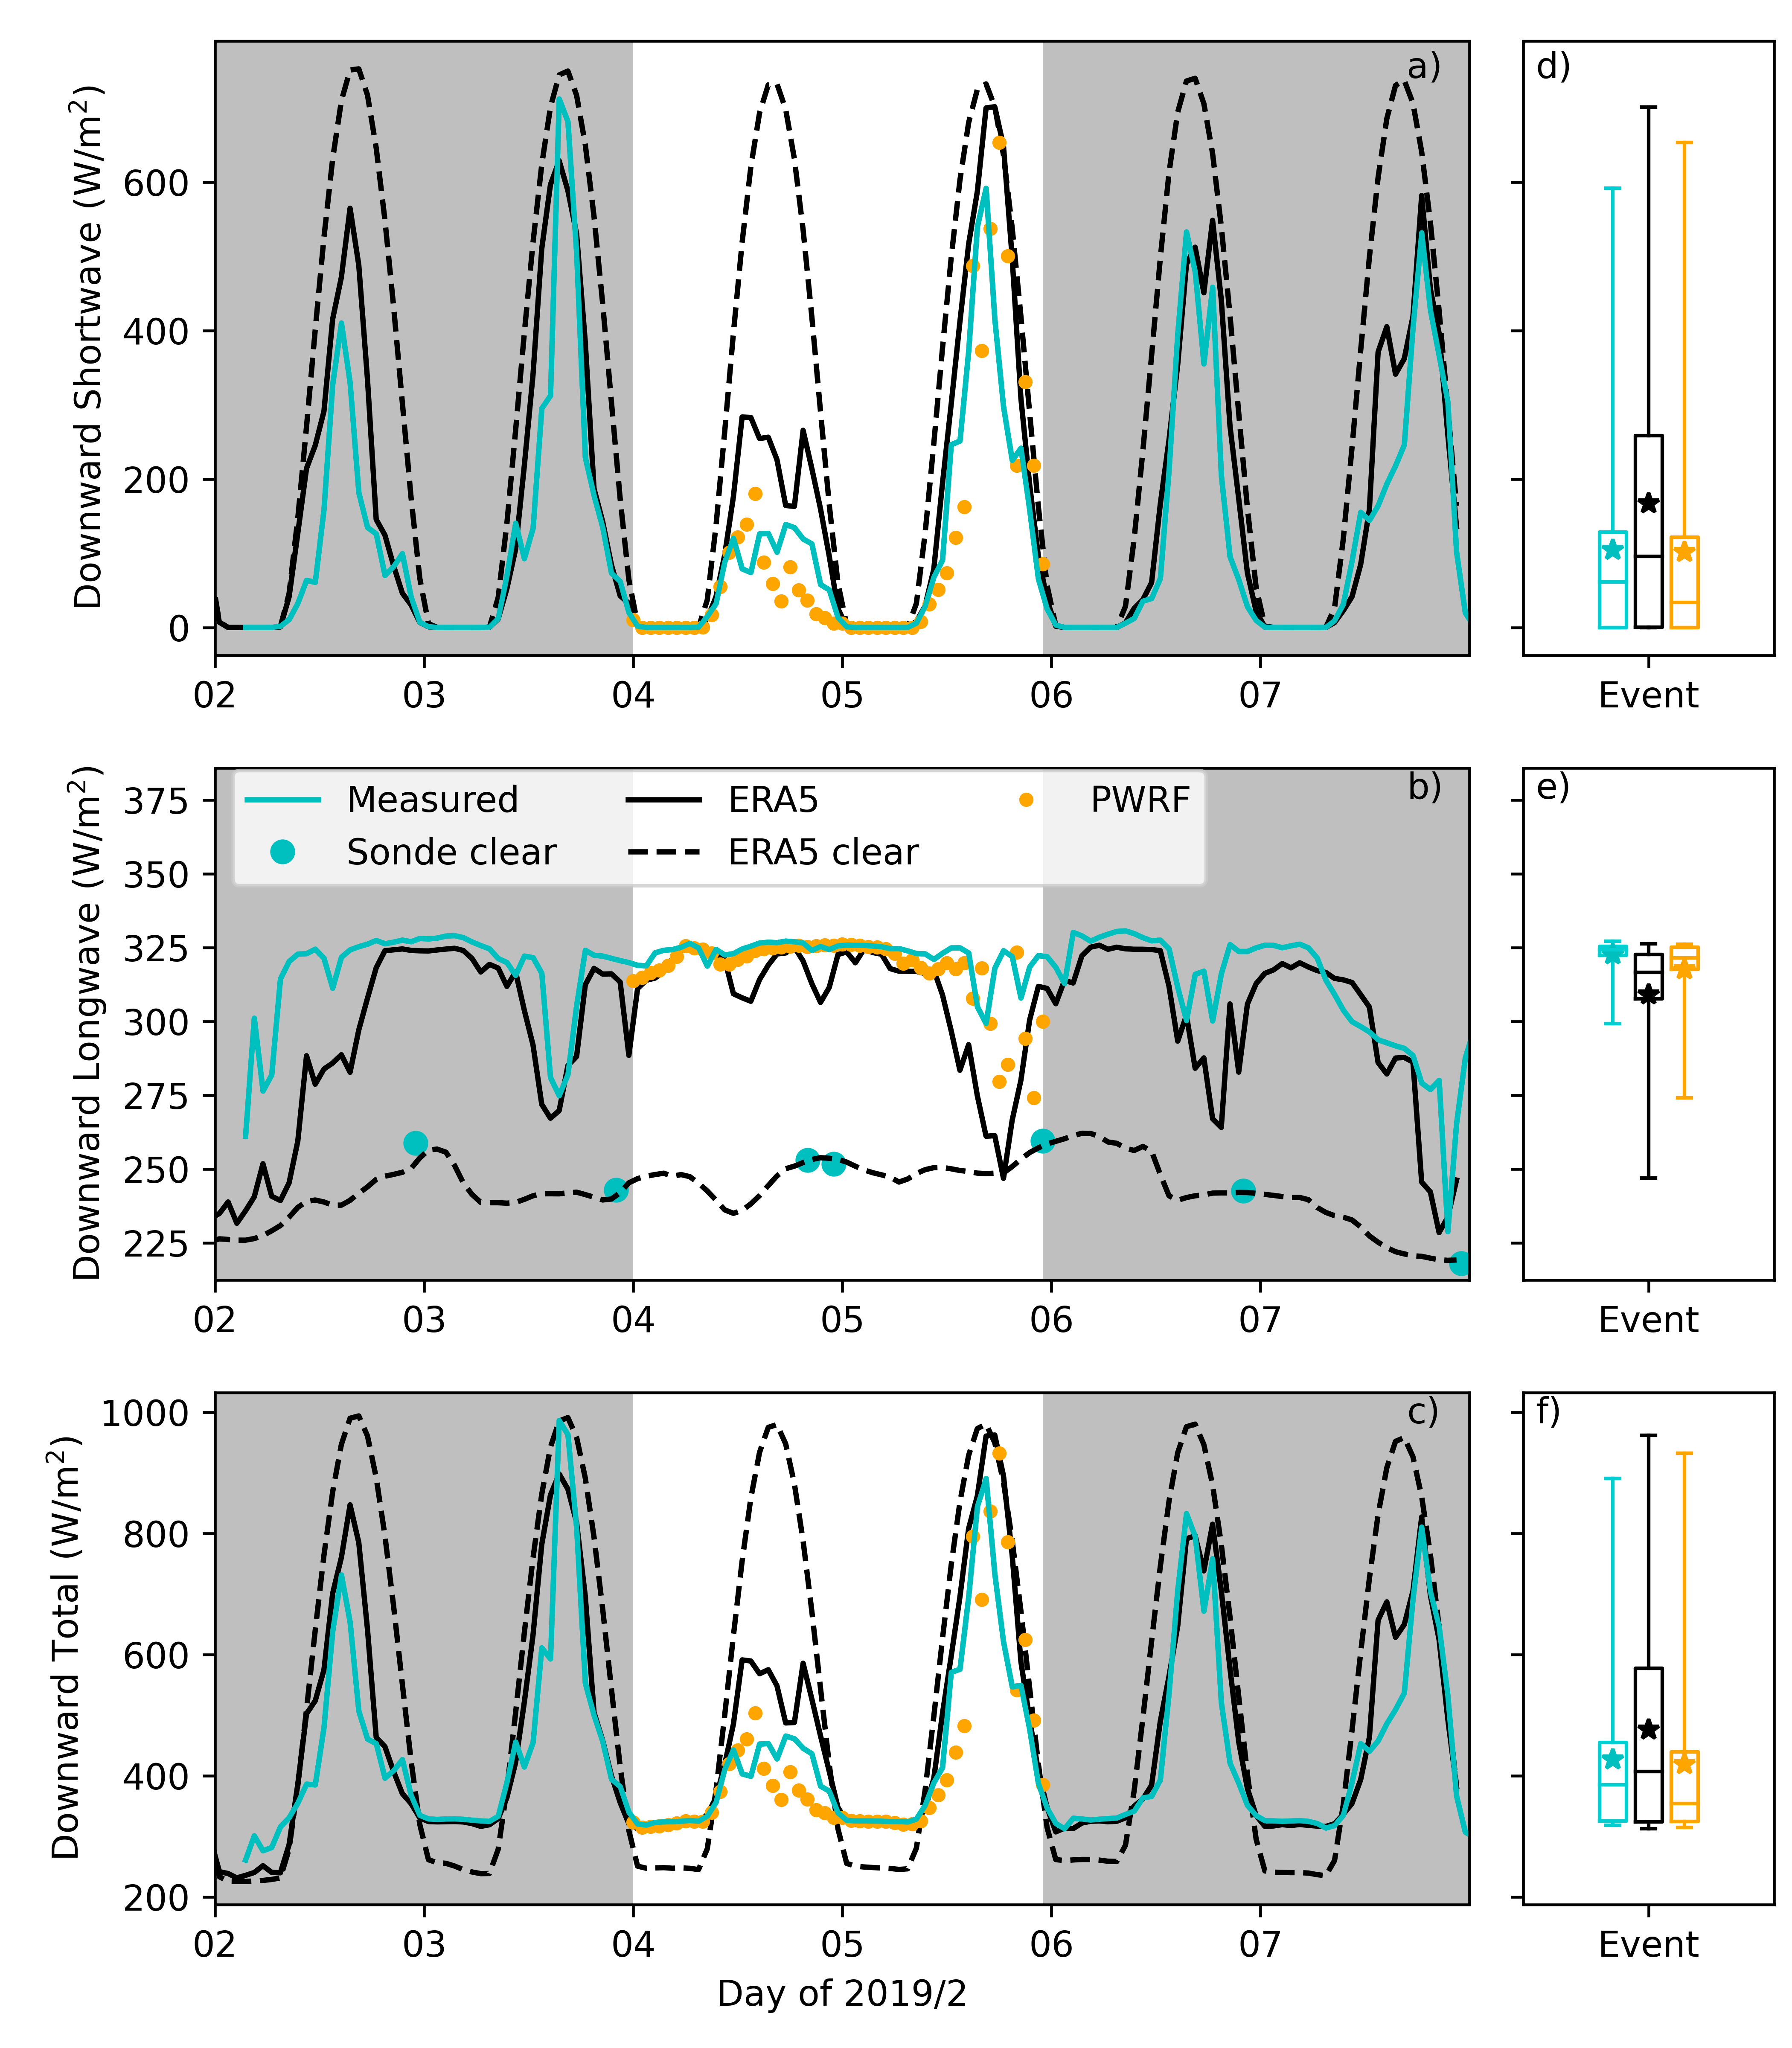 a)
d)
Downward Shortwave (W/m²)
600
400
200
0
02 03 04 05 06 07
Event
b)
e)
Downward Longwave (W/m²)
Measured ERA5 PWRF
Sonde clear ERA5 clear
375
350
325
300
275
250
225
02 03 04 05 06 07
Event
c)
f)
Downward Total (W/m²)
1000
800
600
400
200
02 03 04 05 06 07
Event
Day of 2019/2